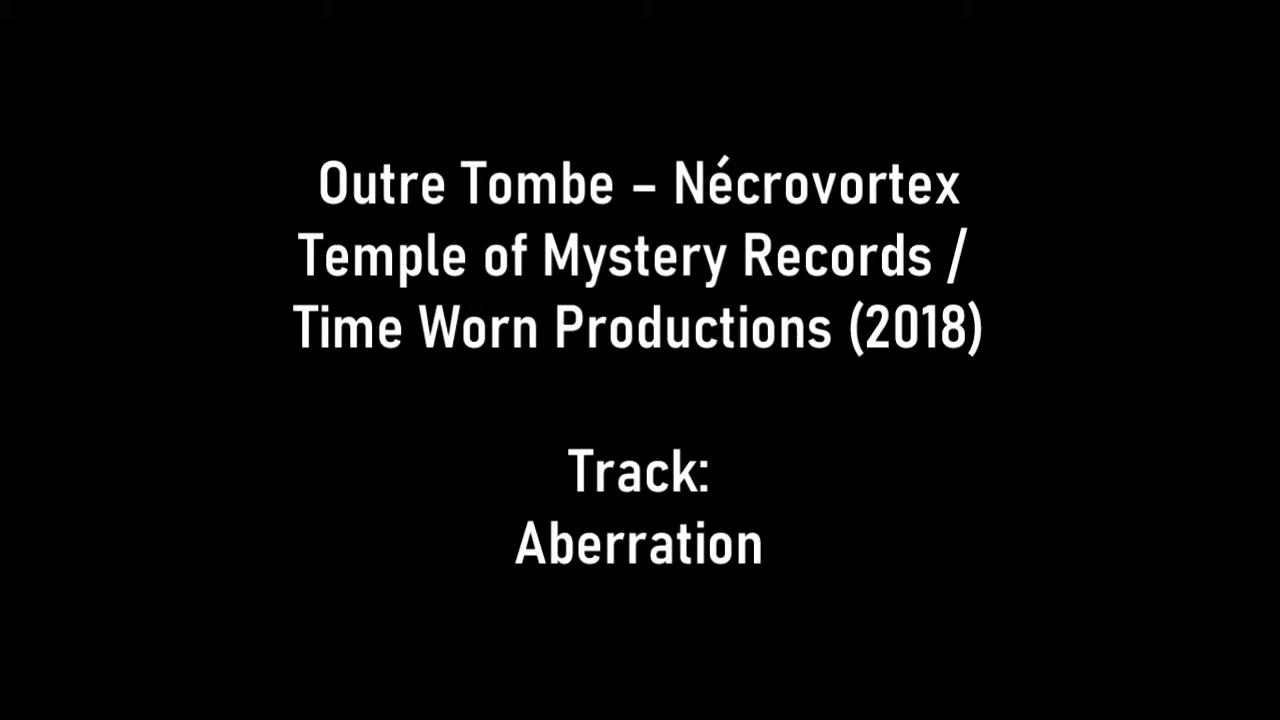 Outre Tombe – Nécrovortex
Temple of Mystery Records /
Time Worn Productions (2018)
Track:
Aberration